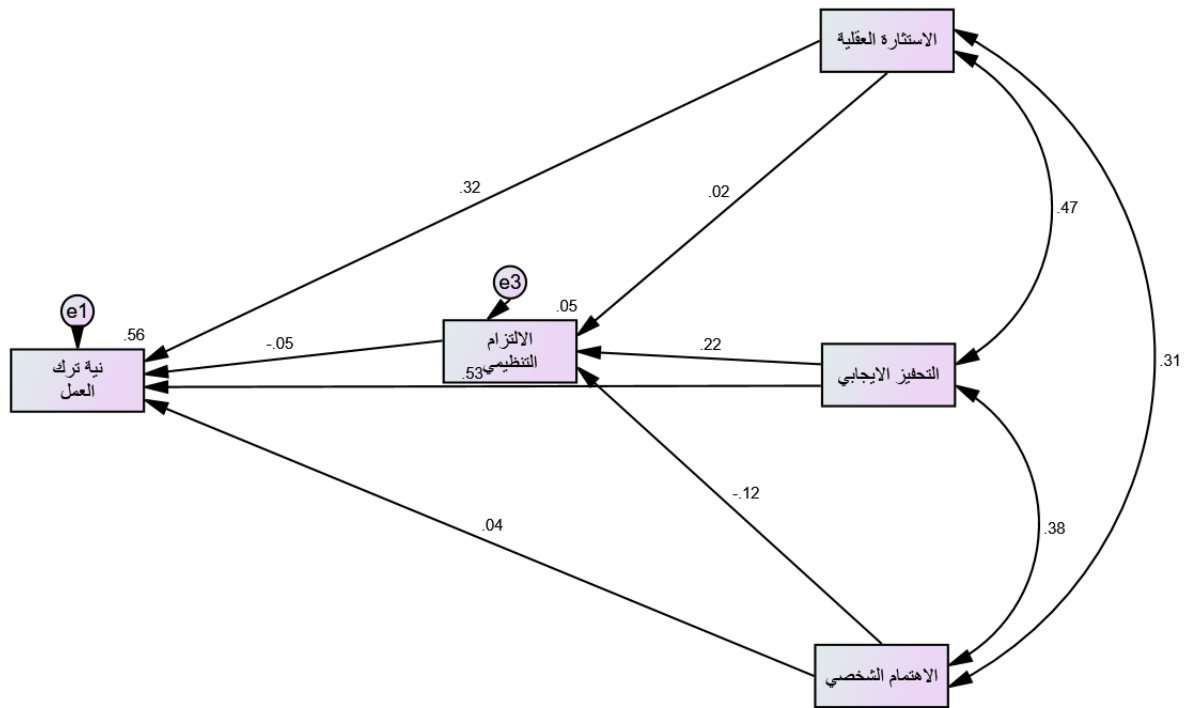 الاستثارة العقلية
.32
.02
.47
e3
e1
.05
.56
الالتزام
التنظيمي
-.05
.22
.31
نية ترك
العمل
.53
التحفيز الايجابي
-.12
.04
.38
الاهتمام الشخصي